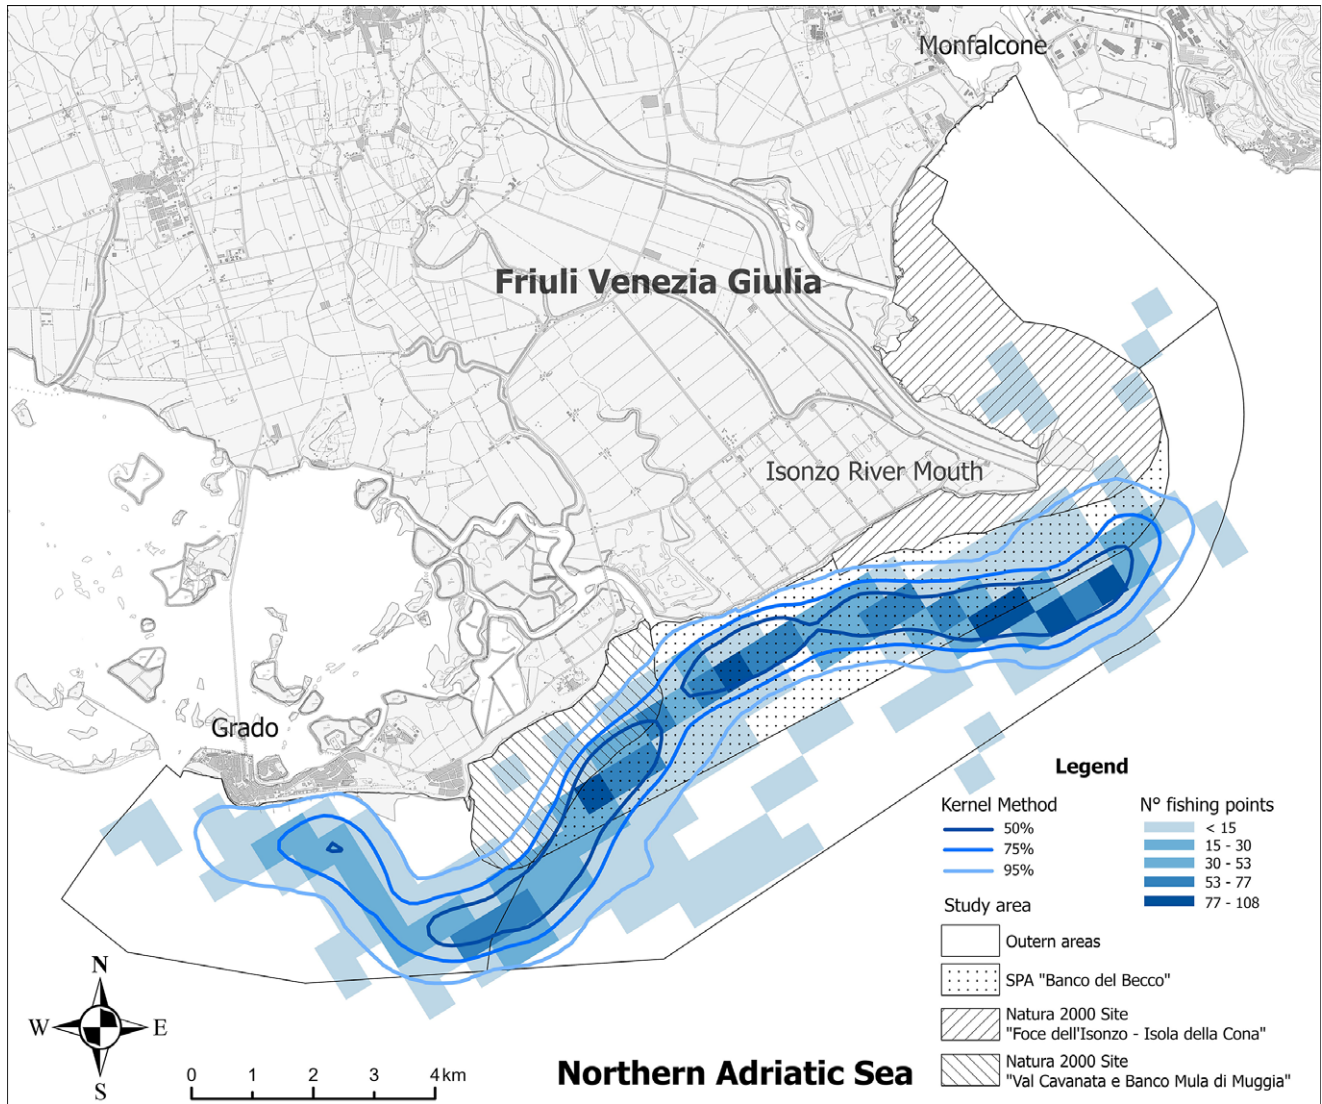 Monfalcone
Friuli Venezia Giulia
Isonzo River Mouth
Grado
Legend
Kernel Method
50%
75%
95%
N° fishing points
< 15
15 - 30
30 - 53
53 - 77
77 - 108
Study area
Outern areas
SPA "Banco del Becco"
Natura 2000 Site
"Foce dell'Isonzo - Isola della Cona"
Natura 2000 Site
"Val Cavanata e Banco Mula di Muggia"
N
W
E
S
0 1 2 3 4 km
Northern Adriatic Sea